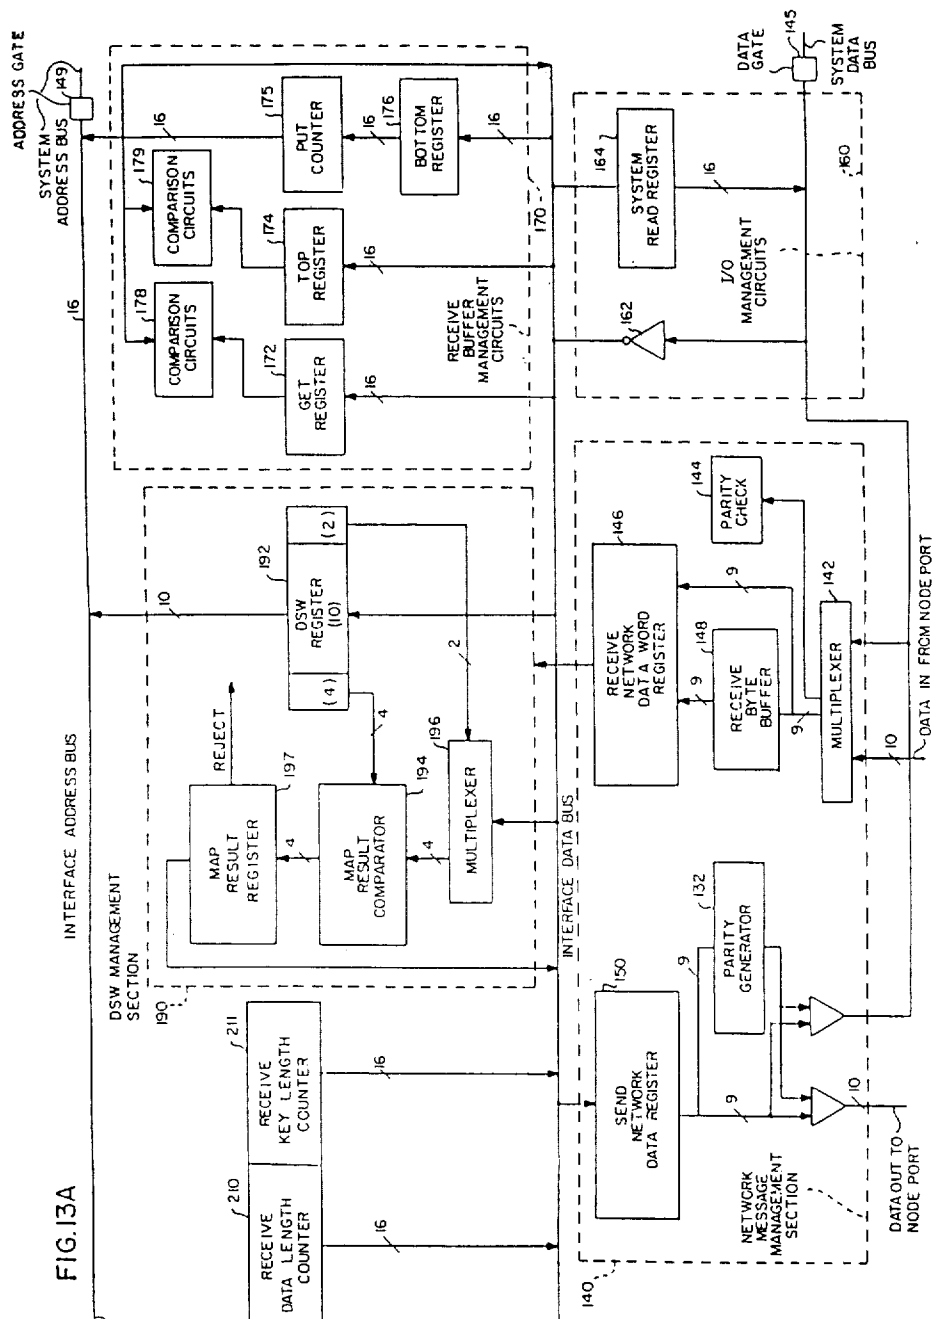 FIG. 13A
INTERFACE ADDRESS BUS
16
SYSTEM
ADDRESS BUS
ADDRESS GATE
149
210
RECEIVE
DATA LENGTH
COUNTER
16
211
RECEIVE
KEY LENGTH
COUNTER
16
DSW MANAGEMENT
SECTION
190
MAP
RESULT
REGISTER
197
REJECT
4
MAP
RESULT
COMPARATOR
194
4
4
MULTIPLEXER
196
2
192
(4)
DSW
REGISTER
(10)
(2)
10
178
COMPARISON
CIRCUITS
179
COMPARISON
CIRCUITS
172
GET
REGISTER
16
174
TOP
REGISTER
16
175
PUT
COUNTER
16
16
176
BOTTOM
REGISTER
16
RECEIVE
BUFFER
MANAGEMENT
CIRCUITS
170
INTERFACE DATA BUS
140
SEND
NETWORK
DATA REGISTER
150
9
9
132
PARITY
GENERATOR
10
NETWORK
MESSAGE
MANAGEMENT
SECTION
DATA OUT TO
NODE PORT
RECEIVE
NETWORK
DATA WORD
REGISTER
146
9
9
148
RECEIVE
BYTE
BUFFER
9
144
PARITY
CHECK
MULTIPLEXER
142
10
DATA IN FROM NODE PORT
162
164
SYSTEM
READ REGISTER
16
I/O
MANAGEMENT
CIRCUITS
160
DATA
GATE
145
SYSTEM
DATA
BUS